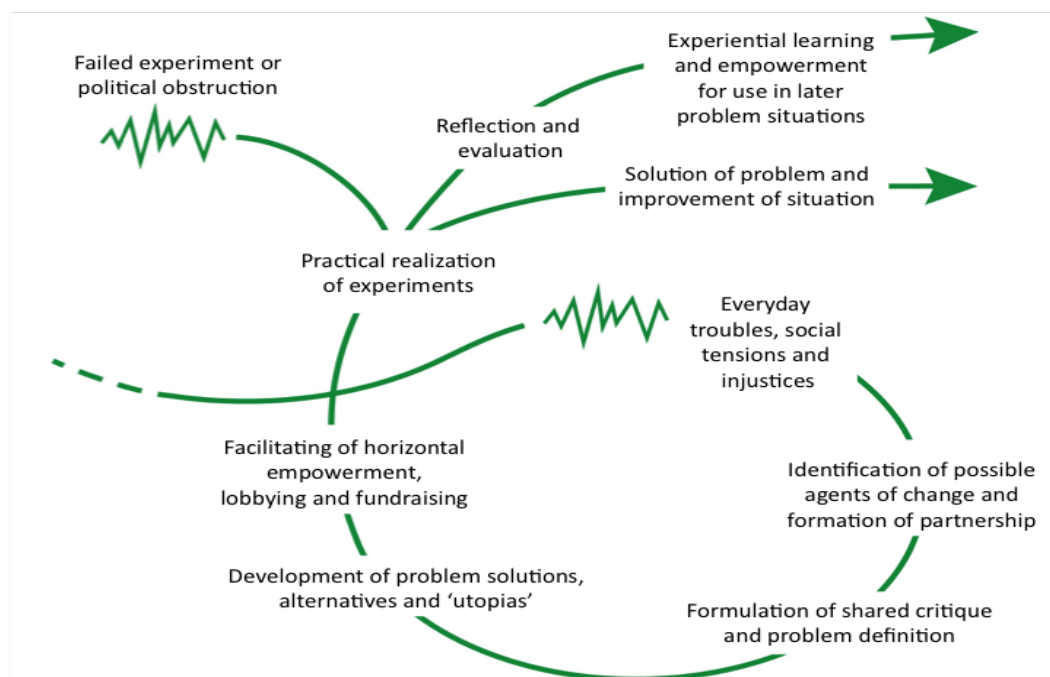 Failed experiment or
political obstruction
Experiential learning
and empowerment
for use in later
problem situations
Reflection and
evaluation
Solution of problem and
improvement of situation
Practical realization
of experiments
Everyday
troubles, social
tensions and
injustices
Facilitating of horizontal
empowerment,
lobbying and fundraising
Identification of possible
agents of change and
formation of partnership
Development of problem solutions,
alternatives and ‘utopias’
Formulation of shared critique
and problem definition